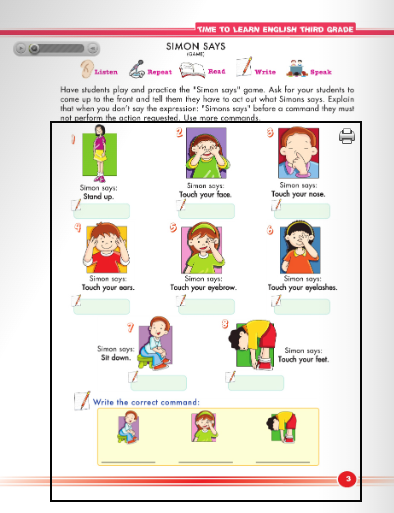 TIME TO LEARN ENGLISH THIRD GRADE
SIMON SAYS
(GAME)
Listen Repeat Read Write Speak
Have students play and practice the "Simon says" game. Ask for your students to
come up to the front and tell them they have to act out what Simons says. Explain
that when you don't say the expression: "Simans says" before a command they must
not perform the action requested. Use more commands.
1
Simon says:
Stand up.
2
Simon says:
Touch your face.
3
Simon says:
Touch your nose.
4
Simon says:
Touch your ears.
5
Simon says:
Touch your eyebrow.
6
Simon says:
Touch your eyelashes.
7
Simon says:
Sit down.
8
Simon says:
Touch your feet.
Write the correct command:
3